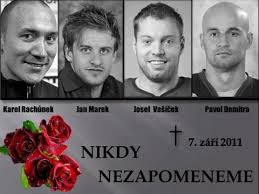 Karel Rachůnek Jan Marek Josef Vašíček Pavol Demitra
7. září 2011
NIKDY
NEZAPOMENEME